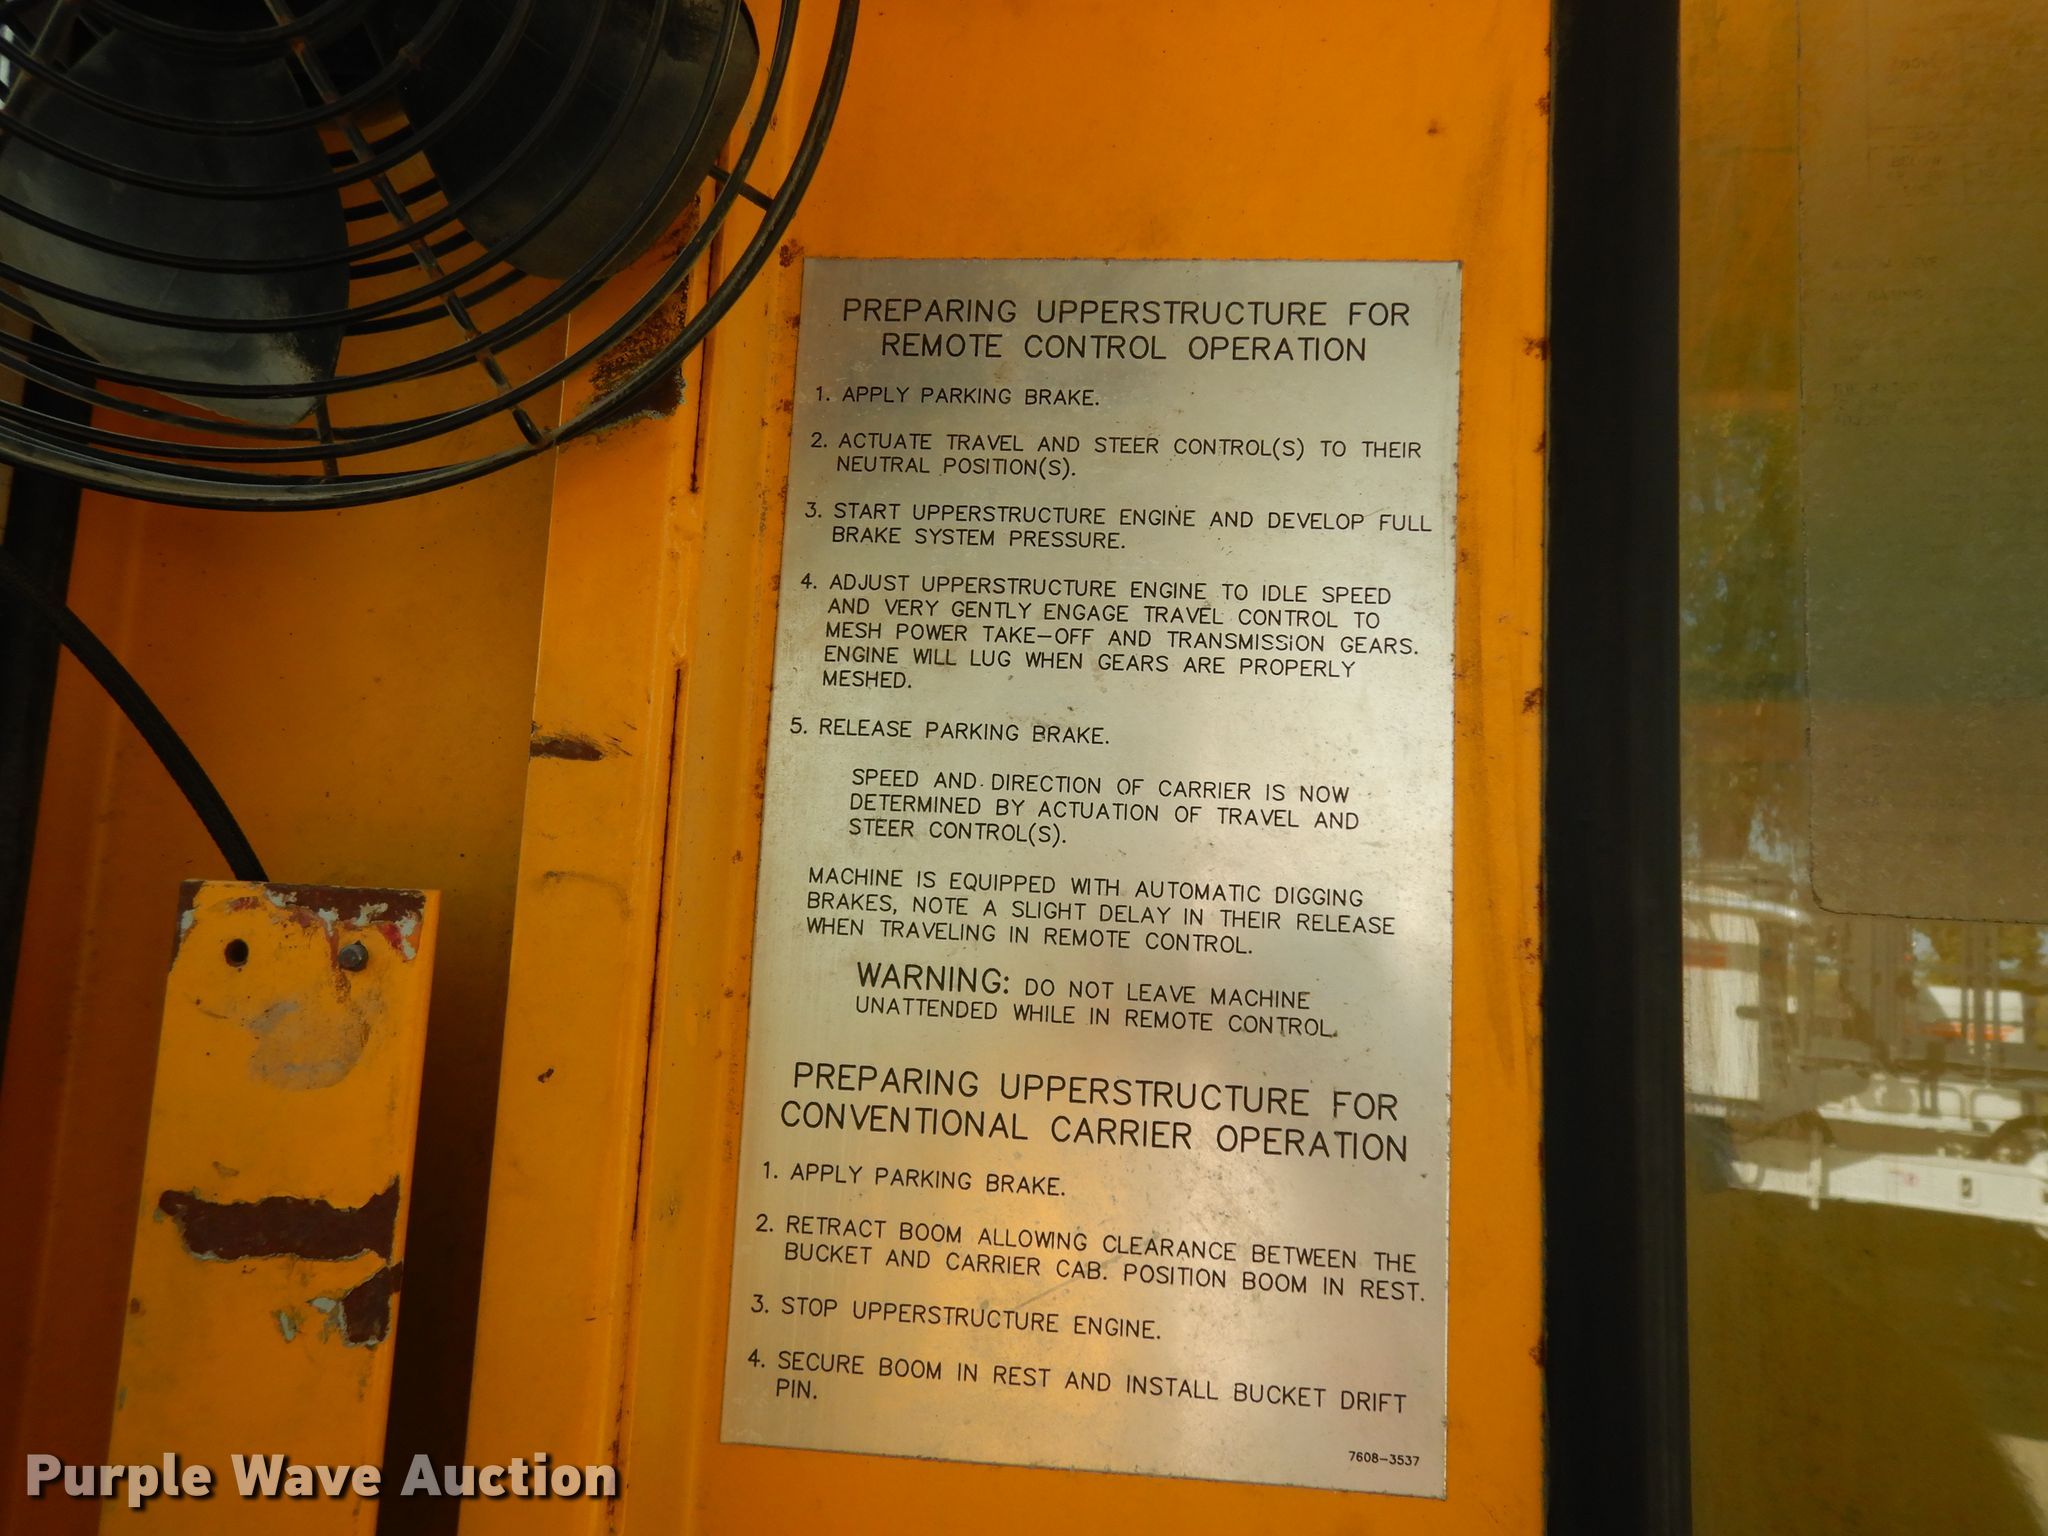 PREPARING UPPERSTRUCTURE FOR
REMOTE CONTROL OPERATION
1. APPLY PARKING BRAKE.
2. ACTUATE TRAVEL AND STEER CONTROL(S) TO THEIR
NEUTRAL POSITION(S).
3. START UPPERSTRUCTURE ENGINE AND DEVELOP FULL
BRAKE SYSTEM PRESSURE.
4. ADJUST UPPERSTRUCTURE ENGINE TO IDLE SPEED
AND VERY GENTLY ENGAGE TRAVEL CONTROL TO
MESH POWER TAKE-OFF AND TRANSMISSION GEARS.
ENGINE WILL LUG WHEN GEARS ARE PROPERLY
MESHED.
5. RELEASE PARKING BRAKE.
SPEED AND DIRECTION OF CARRIER IS NOW
DETERMINED BY ACTUATION OF TRAVEL AND
STEER CONTROL(S).
MACHINE IS EQUIPPED WITH AUTOMATIC DIGGING
BRAKES, NOTE A SLIGHT DELAY IN THEIR RELEASE
WHEN TRAVELING IN REMOTE CONTROL.
WARNING: DO NOT LEAVE MACHINE
UNATTENDED WHILE IN REMOTE CONTROL.
PREPARING UPPERSTRUCTURE FOR
CONVENTIONAL CARRIER OPERATION
1. APPLY PARKING BRAKE.
2. RETRACT BOOM ALLOWING CLEARANCE BETWEEN THE
BUCKET AND CARRIER CAB. POSITION BOOM IN REST.
3. STOP UPPERSTRUCTURE ENGINE.
4. SECURE BOOM IN REST AND INSTALL BUCKET DRIFT
PIN.
7608-3537
Purple Wave Auction